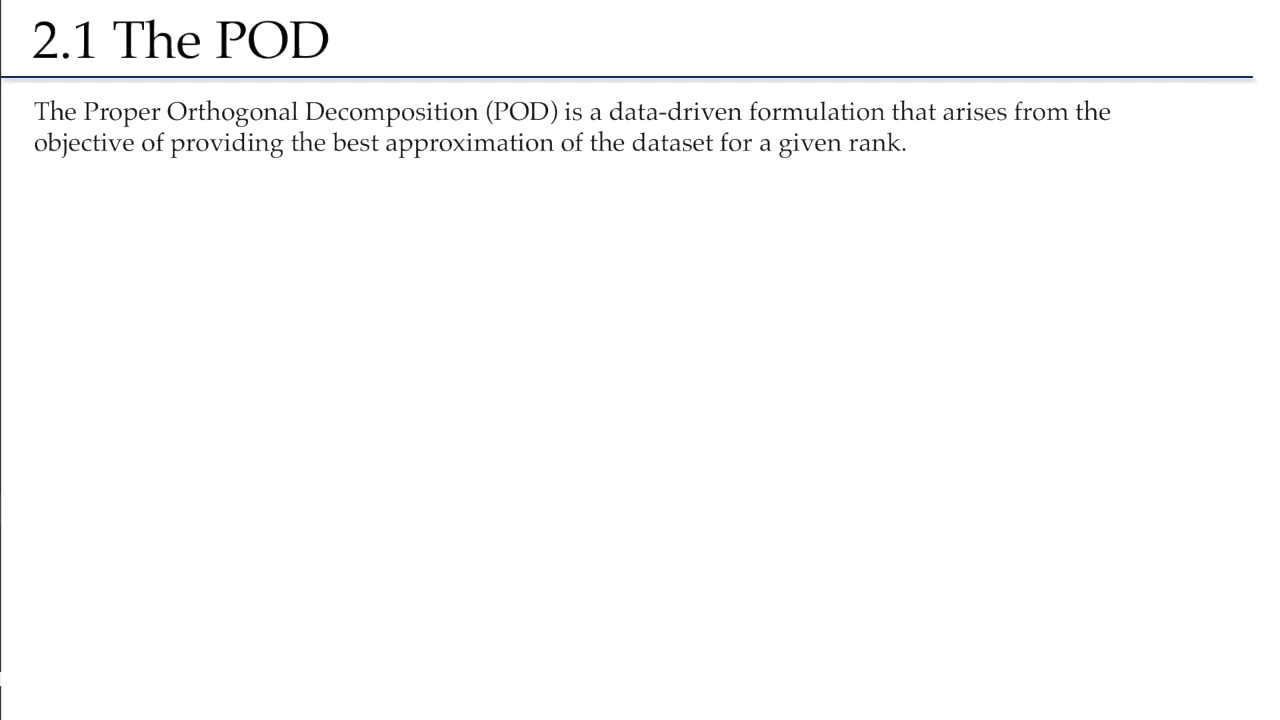 2.1 The POD
The Proper Orthogonal Decomposition (POD) is a data-driven formulation that arises from the
objective of providing the best approximation of the dataset for a given rank.